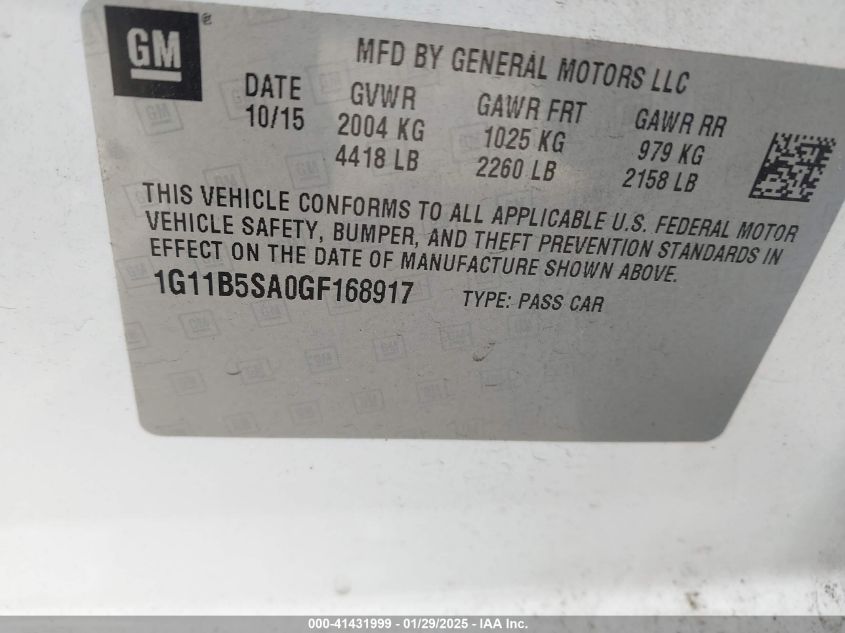 GM
MFD BY GENERAL MOTORS LLC
DATE GVWR GAWR FRT GAWR RR
10/15 2004 KG 1025 KG 979 KG
4418 LB 2260 LB 2158 LB
THIS VEHICLE CONFORMS TO ALL APPLICABLE U.S. FEDERAL MOTOR
VEHICLE SAFETY, BUMPER, AND THEFT PREVENTION STANDARDS IN
EFFECT ON THE DATE OF MANUFACTURE SHOWN ABOVE.
1G11B5SA0GF168917 TYPE: PASS CAR
000-41431999 | 01/29/2025 - IAA Inc.